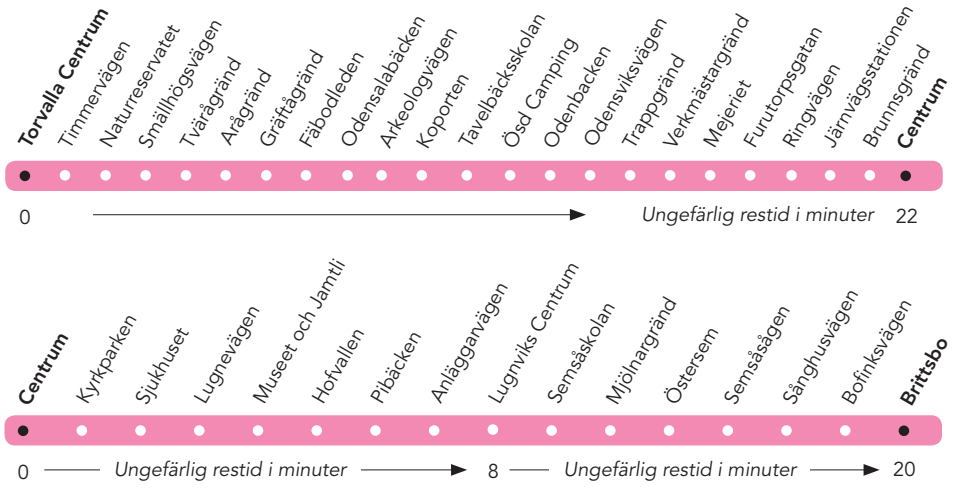 Torvalla Centrum
Timmervägen
Naturreservatet
Smällhögsvägen
Tvärågränd
Arågränd
Gräftågränd
Fäbodleden
Odensalabäcken
Arkeologvägen
Koporten
Tavelbäcksskolan
Ösd Camping
Odenbacken
Odensviksvägen
Trappgränd
Verkmästargränd
Mejeriet
Furutorpsgatan
Ringvägen
Järnvägsstationen
Brunnsgränd
Centrum
0 Ungefärlig restid i minuter 22
Centrum
Kyrkparken
Sjukhuset
Lugnevägen
Museet och Jamtli
Hofvallen
Pibäcken
Anläggarvägen
Lugnviks Centrum
Semsåskolan
Mjölnargränd
Östersem
Semsåsågen
Sånghusvägen
Bofinksvägen
Brittsbo
0 Ungefärlig restid i minuter 8 Ungefärlig restid i minuter 20